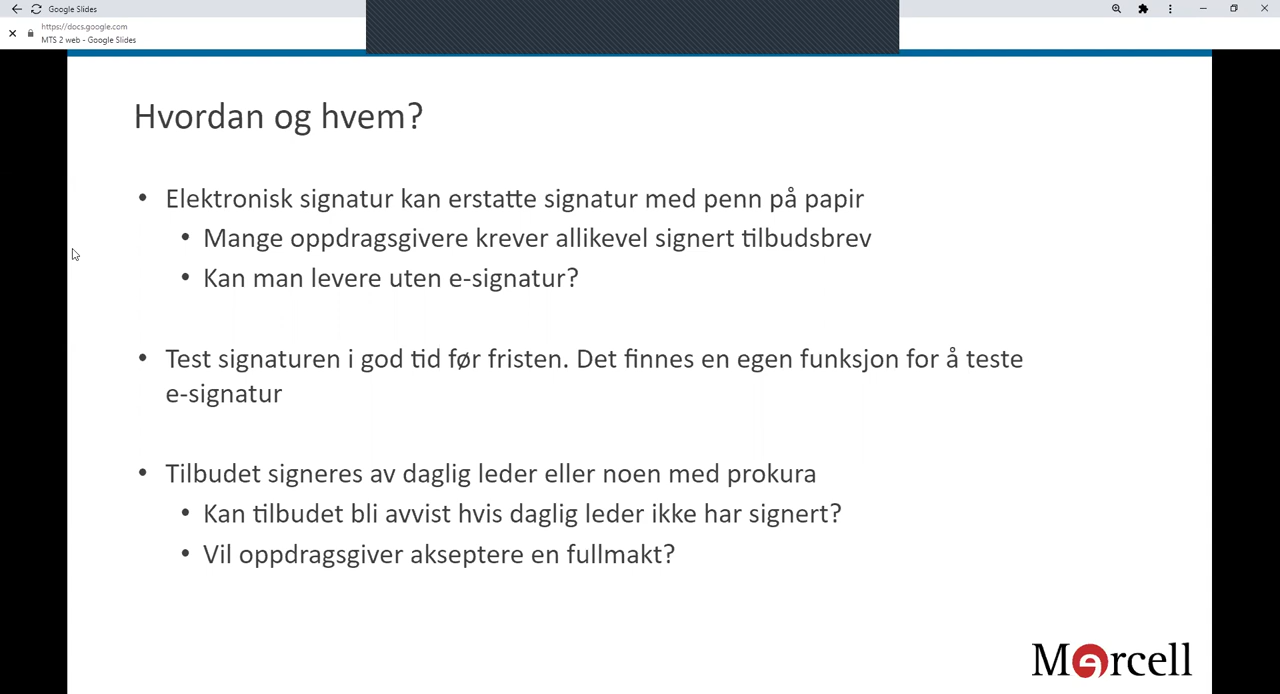 Google Slides
https://docs.google.com
MTS 2 web - Google Slides
Hvordan og hvem?
• Elektronisk signatur kan erstatte signatur med penn på papir
• Mange oppdragsgivere krever allikevel signert tilbudsbrev
• Kan man levere uten e-signatur?
• Test signaturen i god tid før fristen. Det finnes en egen funksjon for å teste
e-signatur
• Tilbudet signeres av daglig leder eller noen med prokura
• Kan tilbudet bli avvist hvis daglig leder ikke har signert?
• Vil oppdragsgiver akseptere en fullmakt?
Mercell